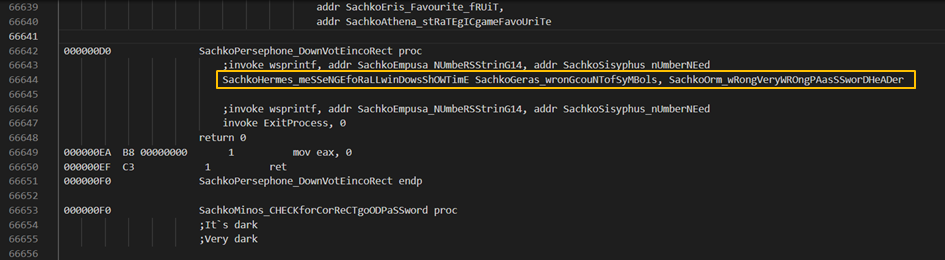 66639 addr SachkoEris_Favourite_fRUiT,
66640 addr SachkoAthena_stRaTEgICgameFavoUriTe
66641
66642 000000D0 SachkoPersephone_DownVotEincoRect proc
66643 ;invoke wsprintf, addr SachkoEmpusa_NUmbeRSStrinG14, addr SachkoSisyphus_nUmberNEed
66644 SachkoHermes_meSSeNGEfoRaLLwinDowsShOWTimE SachkoGeras_wronGcouNTofSyMBols, SachkoOrm_wRongVeryWROngPAasSSworDHeADer
66645
66646 ;invoke wsprintf, addr SachkoEmpusa_NUmbeRSStrinG14, addr SachkoSisyphus_nUmberNEed
66647 invoke ExitProcess, 0
66648 return 0
66649 000000EA B8 00000000 1 mov eax, 0
66650 000000EF C3 1 ret
66651 000000F0 SachkoPersephone_DownVotEincoRect endp
66652
66653 000000F0 SachkoMinos_CHECKforCorReCTgoODPaSSword proc
66654 ;It`s dark
66655 ;Very dark
66656